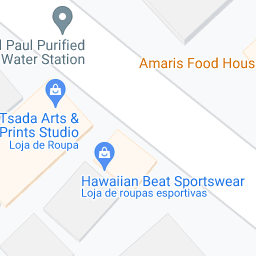 l Paul Purified
Water Station
Amaris Food Hous
Tsada Arts &
Prints Studio
Loja de Roupa
Hawaiian Beat Sportswear
Loja de roupas esportivas